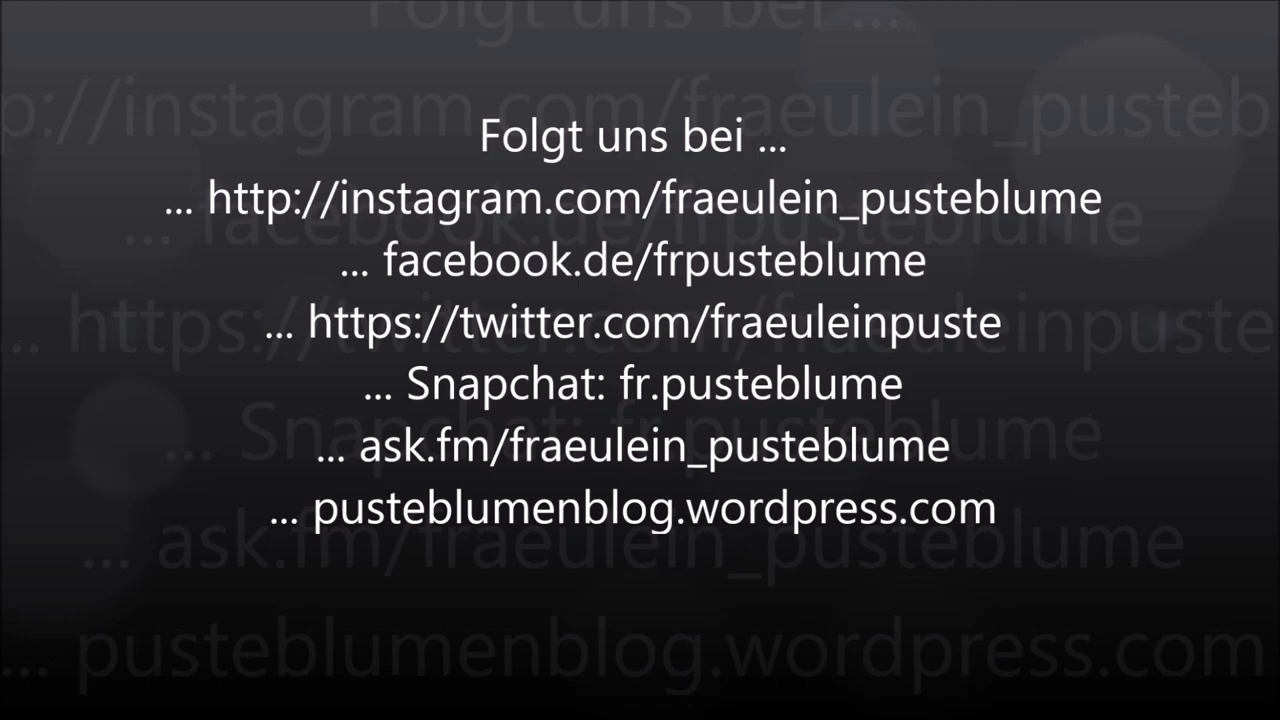 Folgt uns bei ...
... http://instagram.com/fraeulein_pusteblume
... facebook.de/frpusteblume
... https://twitter.com/fraeuleinpuste
... Snapchat: fr.pusteblume
... ask.fm/fraeulein_pusteblume
... pusteblumenblog.wordpress.com